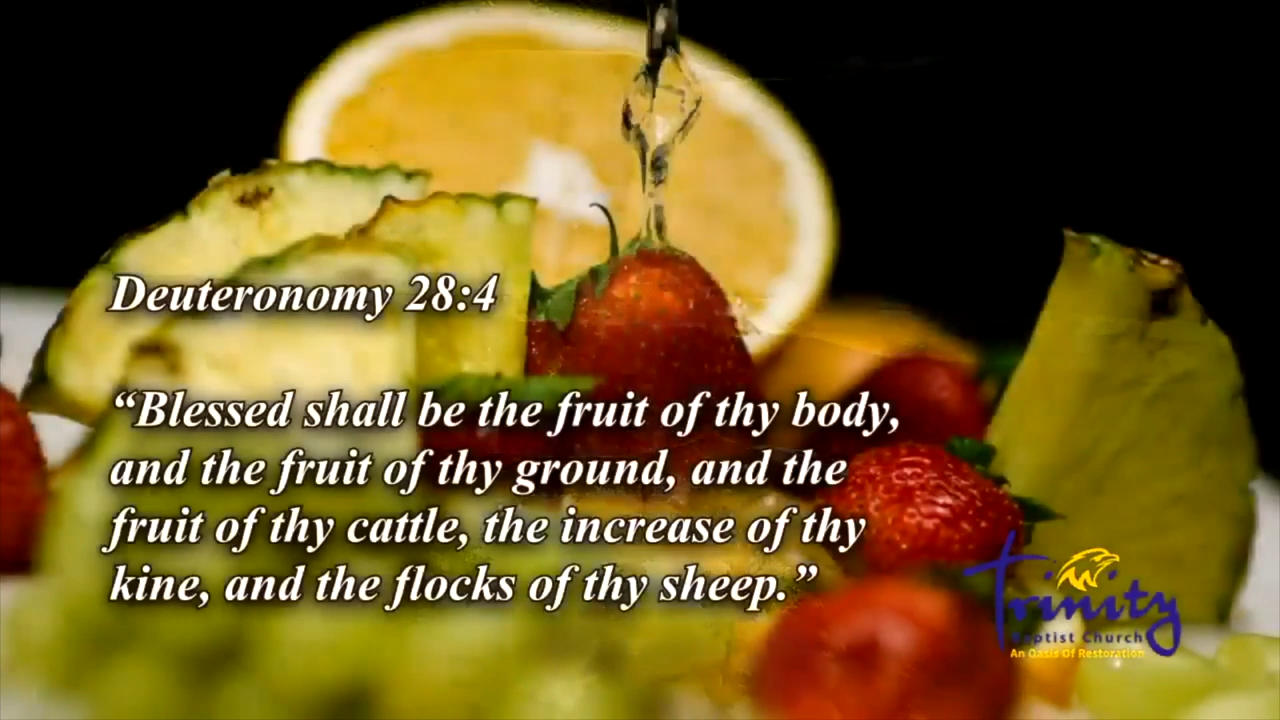 Deuteronomy 28:4
“Blessed shall be the fruit of thy body,
and the fruit of thy ground, and the
fruit of thy cattle, the increase of thy
kine, and the flocks of thy sheep.”
Trinity
Baptist Church
An Oasis Of Restoration